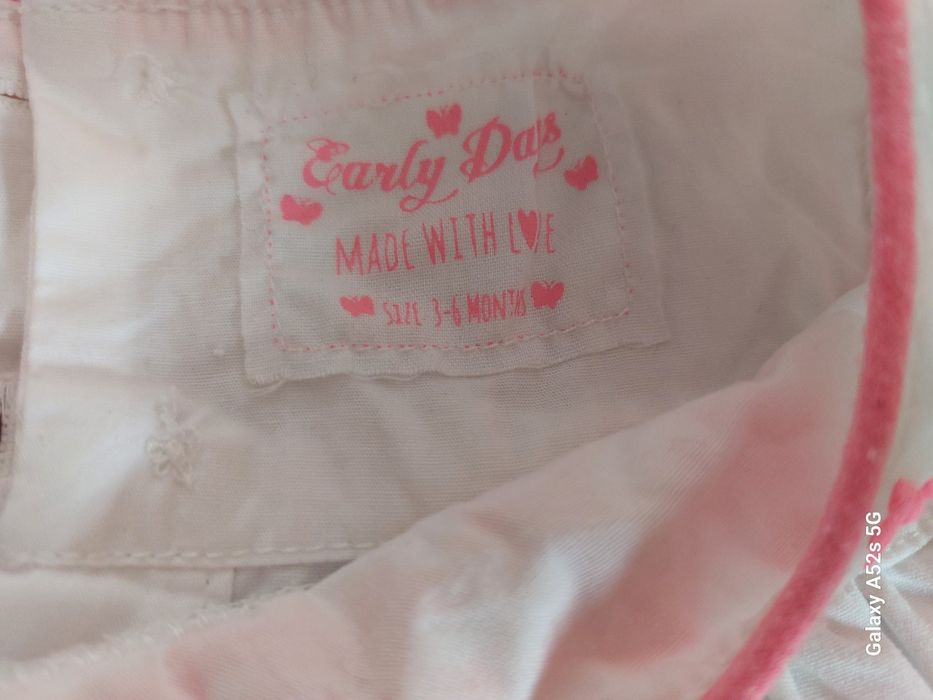 Early Days
MADE WITH LOVE
SIZE 3-6 MONTHS
Galaxy A52s 5G